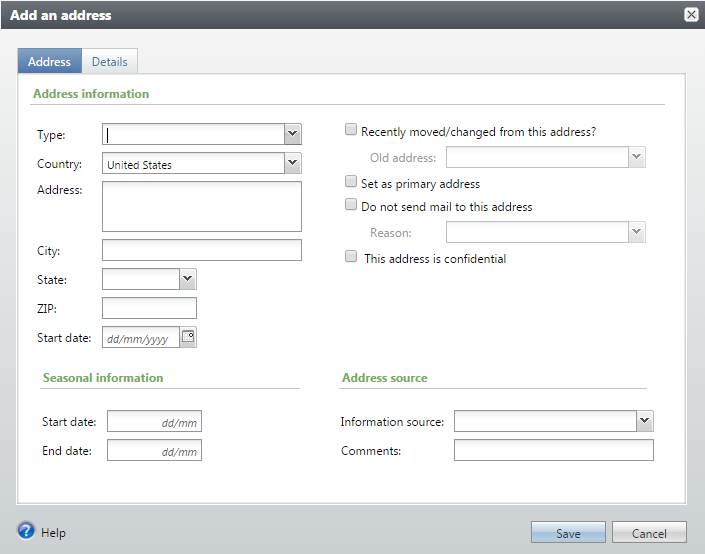 Add an address
Address Details
Address information
Type:
Country: United States
Address:
City:
State:
ZIP:
Start date: dd/mm/yyyy
Recently moved/changed from this address?
Old address:
Set as primary address
Do not send mail to this address
Reason:
This address is confidential
Seasonal information
Start date: dd/mm
End date: dd/mm
Address source
Information source:
Comments:
? Help
Save Cancel